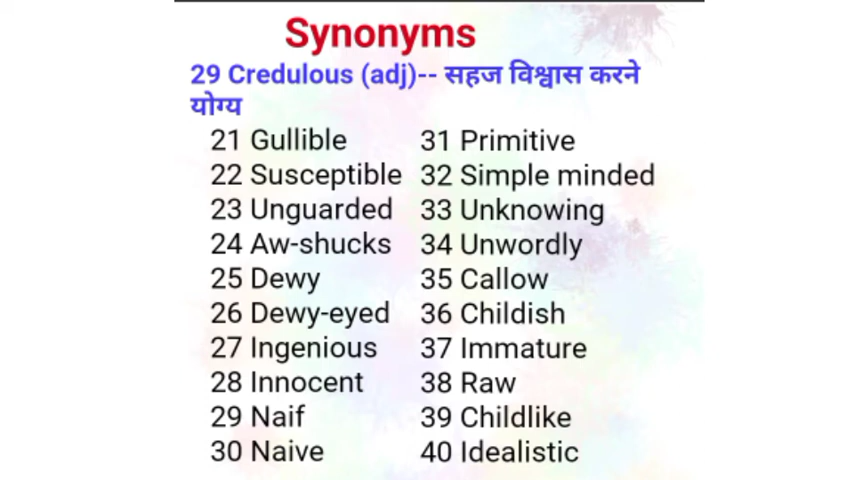 Synonyms
29 Credulous (adj)-- सहज विश्वास करने
योग्य
21 Gullible
22 Susceptible
23 Unguarded
24 Aw-shucks
25 Dewy
26 Dewy-eyed
27 Ingenious
28 Innocent
29 Naif
30 Naive
31 Primitive
32 Simple minded
33 Unknowing
34 Unwordly
35 Callow
36 Childish
37 Immature
38 Raw
39 Childlike
40 Idealistic